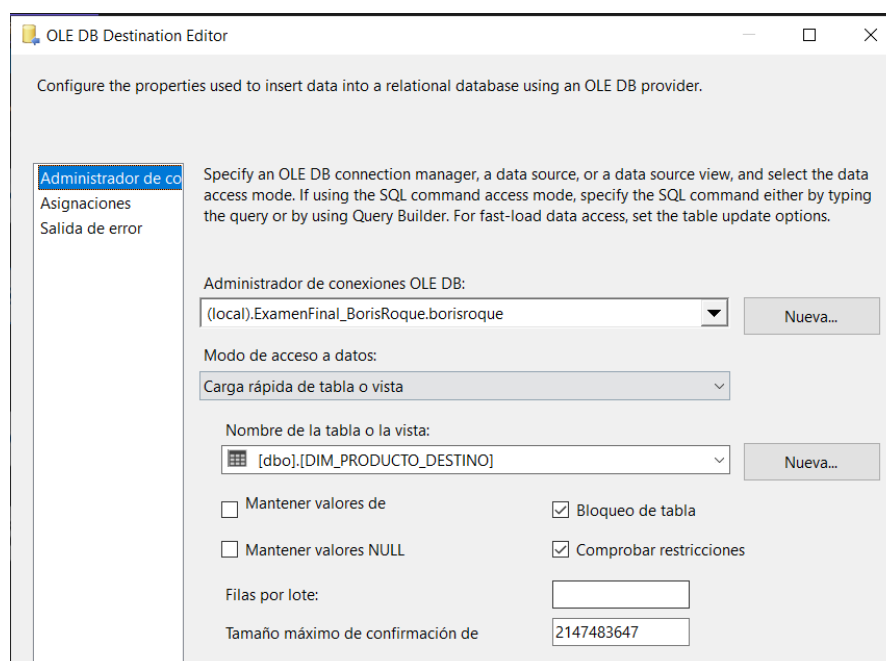 OLE DB Destination Editor
Configure the properties used to insert data into a relational database using an OLE DB provider.
Administrador de co
Asignaciones
Salida de error
Specify an OLE DB connection manager, a data source, or a data source view, and select the data
access mode. If using the SQL command access mode, specify the SQL command either by typing
the query or by using Query Builder. For fast-load data access, set the table update options.
Administrador de conexiones OLE DB:
(local).ExamenFinal_BorisRoque.borisroque
Nueva...
Modo de acceso a datos:
Carga rápida de tabla o vista
Nombre de la tabla o la vista:
[dbo].[DIM_PRODUCTO_DESTINO]
Nueva...
Mantener valores de
Bloqueo de tabla
Mantener valores NULL
Comprobar restricciones
Filas por lote:
Tamaño máximo de confirmación de
2147483647